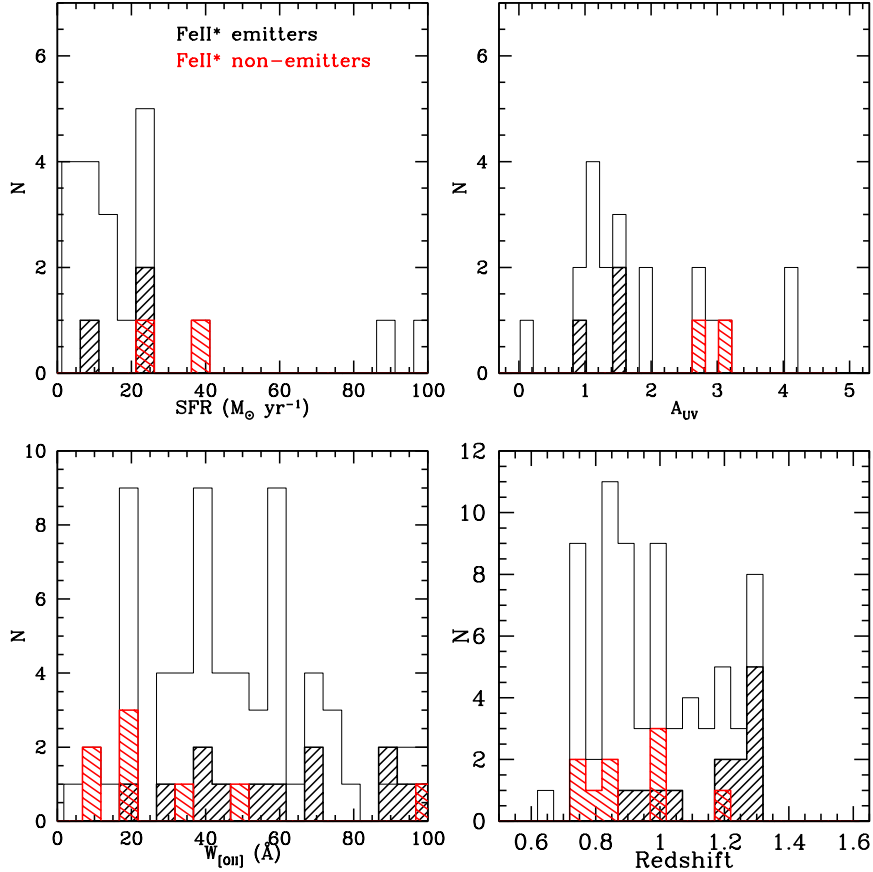 FeII* emitters
FeII* non-emitters
N
6
4
2
0
0 20 40 60 80 100
SFR (M⊙ yr⁻¹)
N
6
4
2
0
0 1 2 3 4 5
A_UV
N
10
8
6
4
2
0
0 20 40 60 80 100
W_[OII] (Å)
N
12
10
8
6
4
2
0
0.6 0.8 1 1.2 1.4 1.6
Redshift